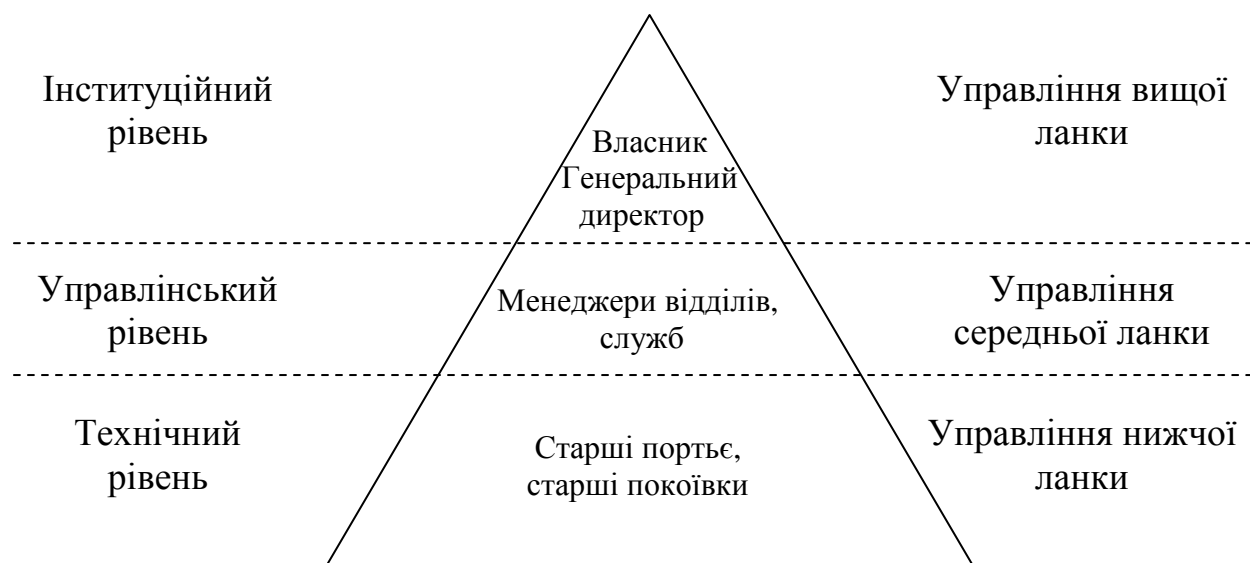 Інституційний
рівень
Власник
Генеральний
директор
Управління вищої
ланки
Управлінський
рівень
Менеджери відділів,
служб
Управління
середньої ланки
Технічний
рівень
Старші портьє,
старші покоївки
Управління нижчої
ланки